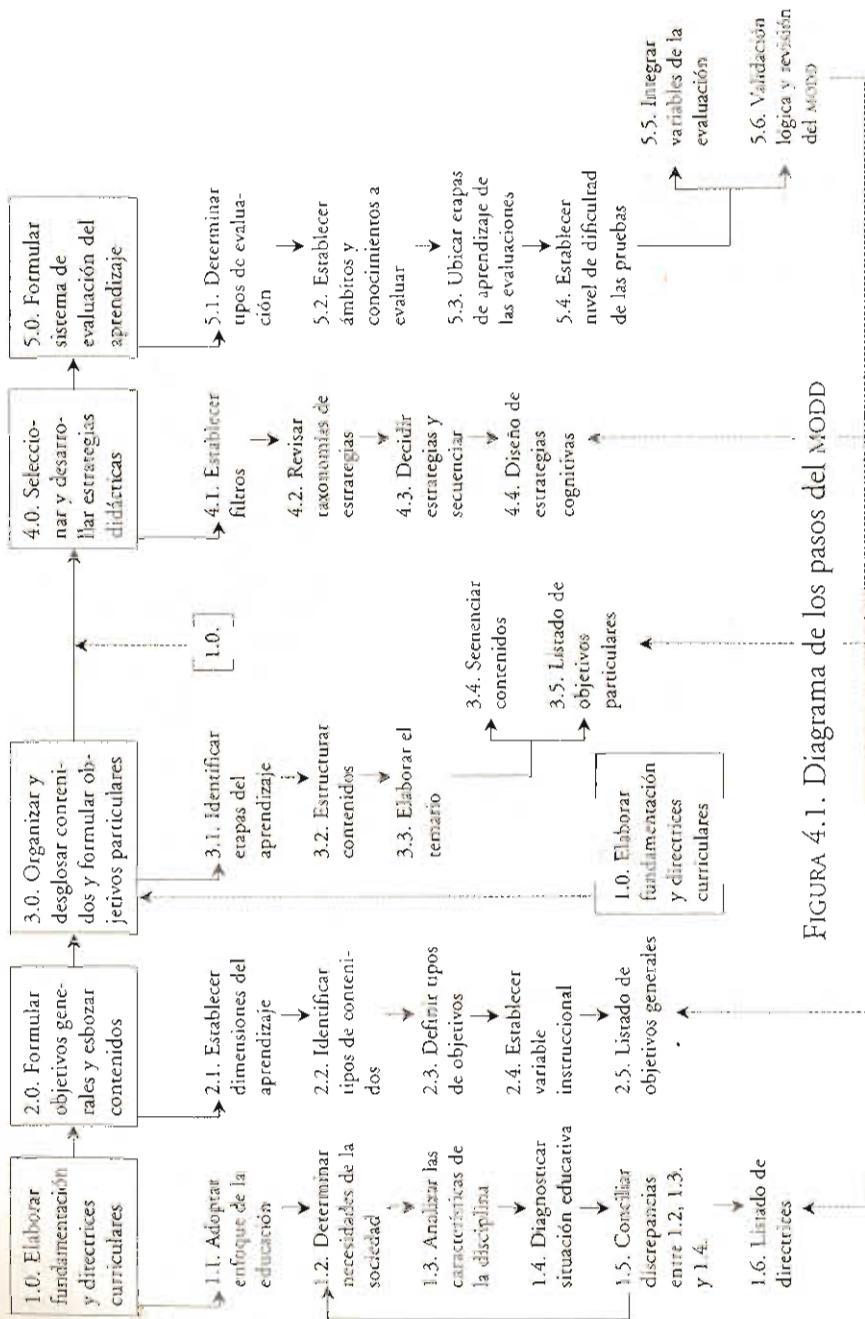 1.0. Elaborar
fundamentación
y directrices
curriculares
1.1. Adoptar
enfoque de la
educación
1.2. Determinar
necesidades de la
sociedad
1.3. Analizar las
características de
la disciplina
1.4. Diagnosticar
situación educativa
1.5. Conciliar
discrepancias
entre 1.2, 1.3.
y 1.4.
1.6. Listado de
directrices
2.0. Formular
objetivos gene-
rales y esbozar
contenidos
2.1. Establecer
dimensiones del
aprendizaje
2.2. Identificar
tipos de conteni-
dos
2.3. Definir tipos
de objetivos
2.4. Establecer
variable
instruccional
2.5. Listado de
objetivos generales
3.0. Organizar y
desglosar conteni-
dos y formular ob-
jetivos particulares
3.1. Identificar
etapas del
aprendizaje
3.2. Estructurar
contenidos
3.3. Elaborar el
temario
3.4. Seenenciar
contenidos
3.5. Listado de
objetivos
particulares
1.0. Elaborar
fundamentación
y directrices
curriculares
1.0.
4.0. Seleccio-
nar y desarro-
llar estrategias
didácticas
4.1. Establecer
filtros
4.2. Revisar
taxonomías de
estrategias
4.3. Decidir
estrategias y
secuenciar
4.4. Diseño de
estrategias
cognitivas
5.0. Formular
sistema de
evaluación del
aprendizaje
5.1. Determinar
tipos de evalua-
ción
5.2. Establecer
ámbitos y
conocimientos a
evaluar
5.3. Ubicar etapas
de aprendizaje de
las evaluaciones
5.4. Establecer
nivel de dificultad
de las pruebas
5.5. Integrar
variables de la
evaluación
5.6. Validación
lógica y revisión
del MODD
FIGURA 4.1. Diagrama de los pasos del MODD